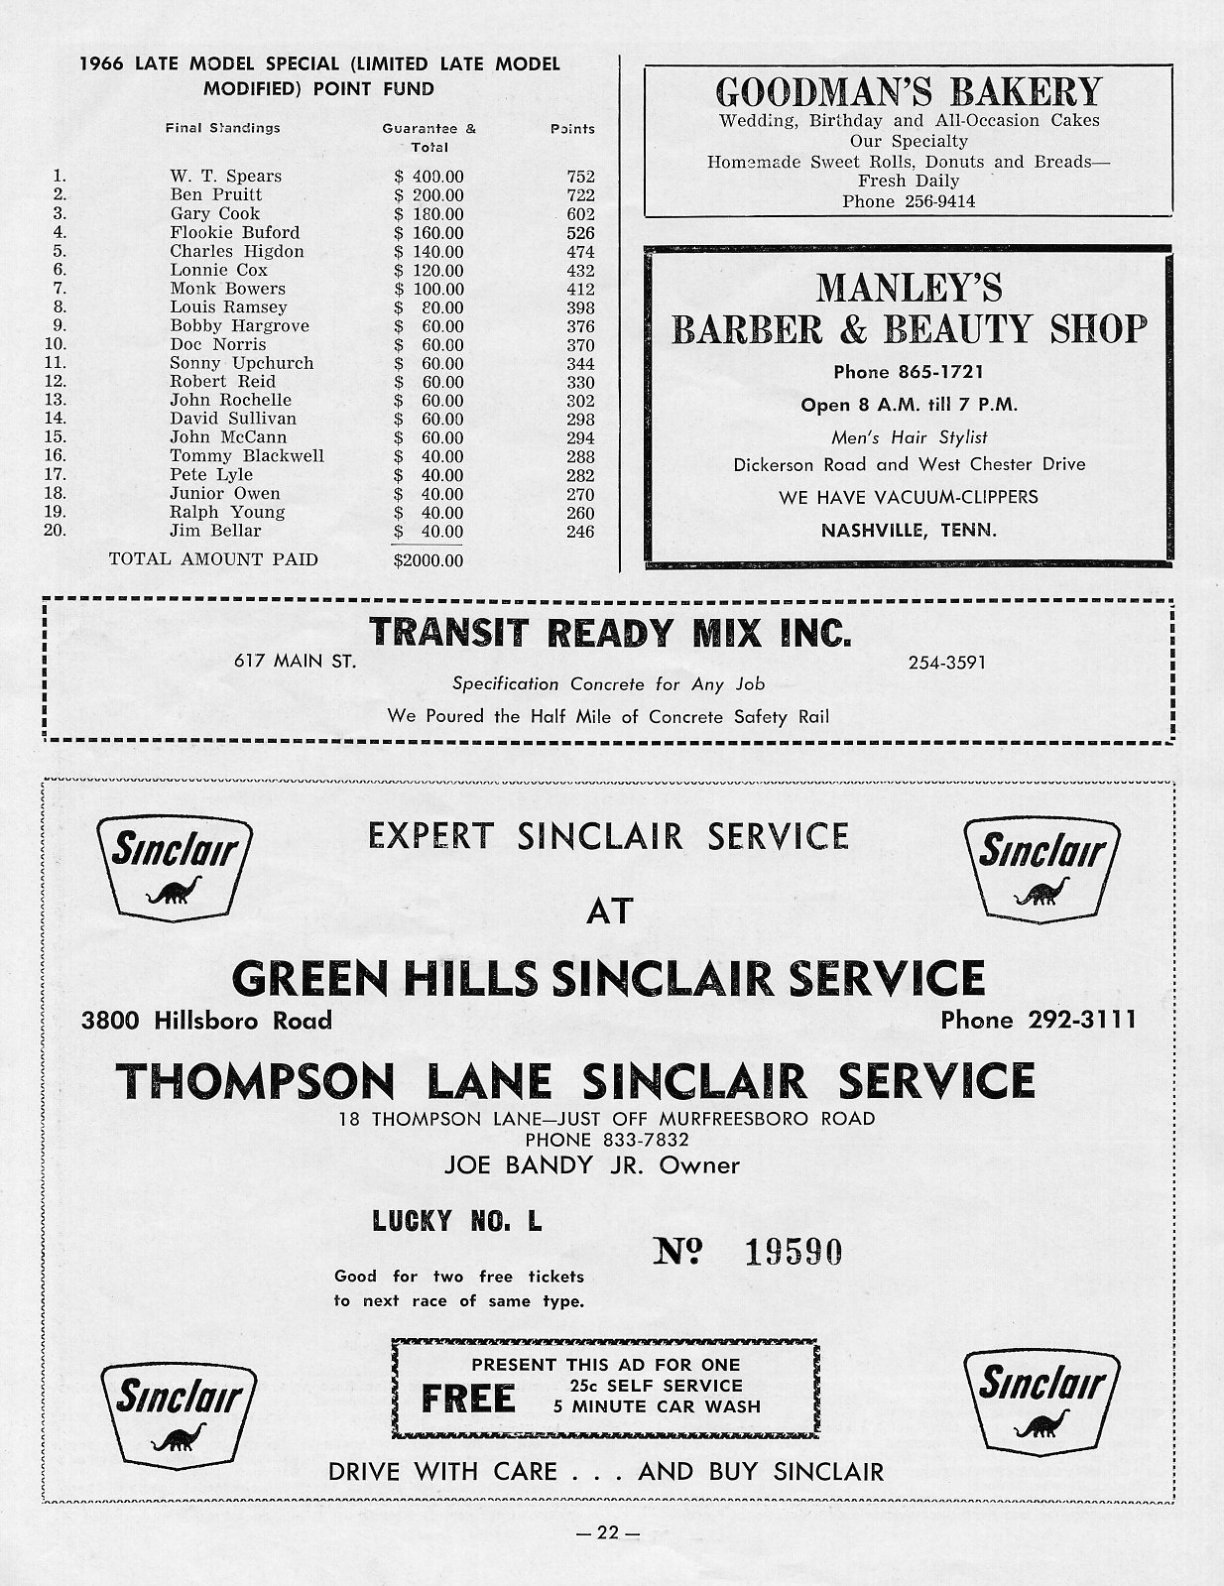 1966 LATE MODEL SPECIAL (LIMITED LATE MODEL
MODIFIED) POINT FUND
Final Standings Guarantee & Points
Total
1. W. T. Spears $ 400.00 752
2. Ben Pruitt $ 200.00 722
3. Gary Cook $ 180.00 602
4. Flookie Buford $ 160.00 526
5. Charles Higdon $ 140.00 474
6. Lonnie Cox $ 120.00 432
7. Monk Bowers $ 100.00 412
8. Louis Ramsey $ 80.00 398
9. Bobby Hargrove $ 60.00 376
10. Doc Norris $ 60.00 370
11. Sonny Upchurch $ 60.00 344
12. Robert Reid $ 60.00 330
13. John Rochelle $ 60.00 302
14. David Sullivan $ 60.00 298
15. John McCann $ 60.00 294
16. Tommy Blackwell $ 40.00 288
17. Pete Lyle $ 40.00 282
18. Junior Owen $ 40.00 270
19. Ralph Young $ 40.00 260
20. Jim Bellar $ 40.00 246
TOTAL AMOUNT PAID $2000.00
GOODMAN'S BAKERY
Wedding, Birthday and All-Occasion Cakes
Our Specialty
Homemade Sweet Rolls, Donuts and Breads—
Fresh Daily
Phone 256-9414
MANLEY'S
BARBER & BEAUTY SHOP
Phone 865-1721
Open 8 A.M. till 7 P.M.
Men's Hair Stylist
Dickerson Road and West Chester Drive
WE HAVE VACUUM-CLIPPERS
NASHVILLE, TENN.
TRANSIT READY MIX INC.
617 MAIN ST. 254-3591
Specification Concrete for Any Job
We Poured the Half Mile of Concrete Safety Rail
Sinclair EXPERT SINCLAIR SERVICE Sinclair
AT
GREEN HILLS SINCLAIR SERVICE
3800 Hillsboro Road Phone 292-3111
THOMPSON LANE SINCLAIR SERVICE
18 THOMPSON LANE—JUST OFF MURFREESBORO ROAD
PHONE 833-7832
JOE BANDY JR. Owner
LUCKY NO. L
Nº 19590
Good for two free tickets
to next race of same type.
PRESENT THIS AD FOR ONE
FREE 25c SELF SERVICE
5 MINUTE CAR WASH
Sinclair Sinclair
DRIVE WITH CARE . . . AND BUY SINCLAIR
— 22 —